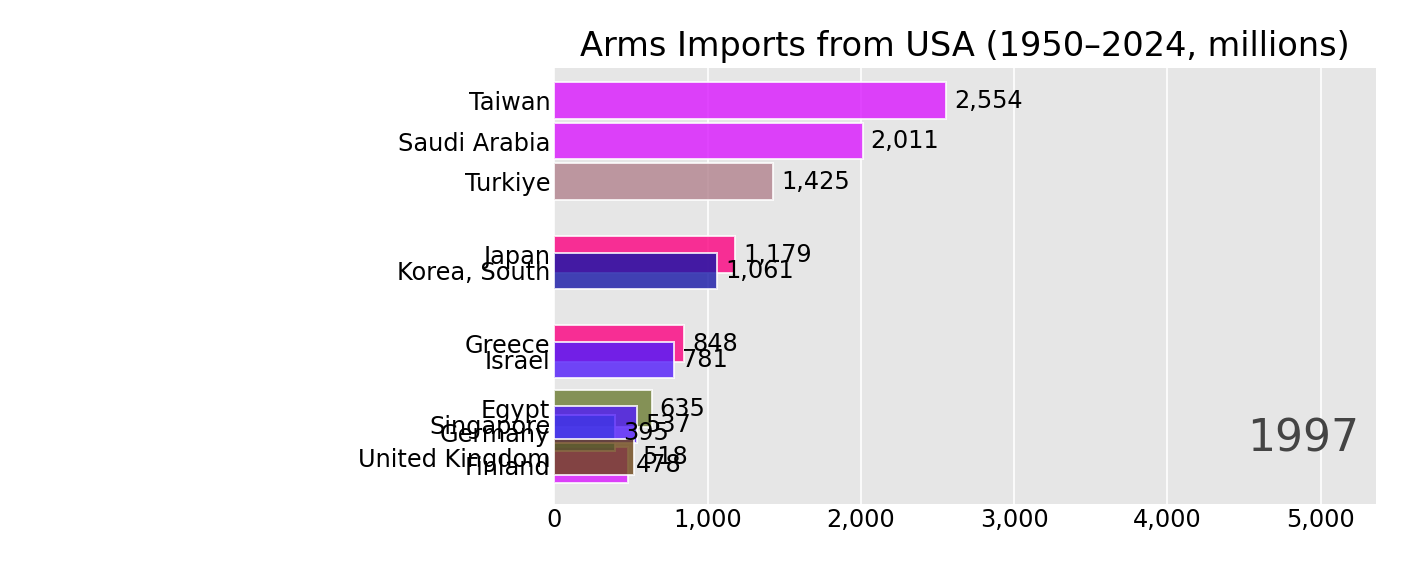 Arms Imports from USA (1950–2024, millions)
Taiwan 2,554
Saudi Arabia 2,011
Turkiye 1,425
Japan 1,179
Korea, South 1,061
Greece 848
Israel 781
Egypt 635
Singapore 537
Germany 395
United Kingdom 518
Finland 478
1997
0 1,000 2,000 3,000 4,000 5,000